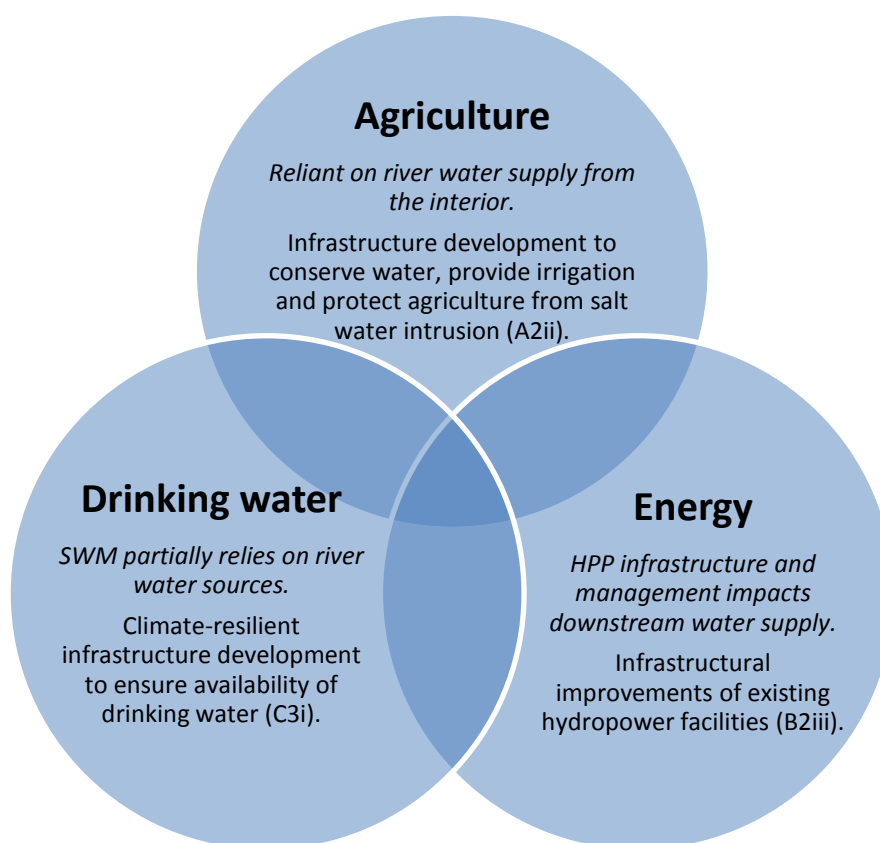 Agriculture
Reliant on river water supply from
the interior.
Infrastructure development to
conserve water, provide irrigation
and protect agriculture from salt
water intrusion (A2ii).
Drinking water
SWM partially relies on river
water sources.
Climate-resilient
infrastructure development
to ensure availability of
drinking water (C3i).
Energy
HPP infrastructure and
management impacts
downstream water supply.
Infrastructural
improvements of existing
hydropower facilities (B2iii).